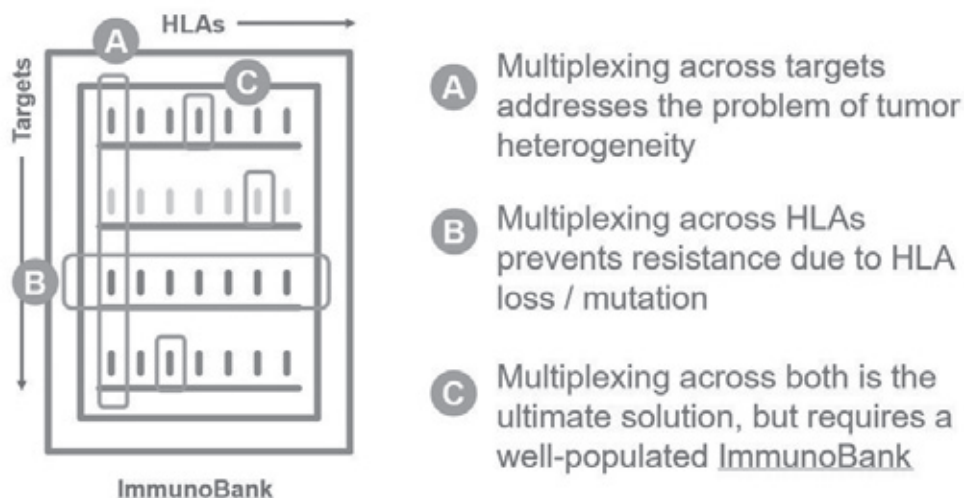 HLAs
A
C
Targets
B
ImmunoBank
A
Multiplexing across targets
addresses the problem of tumor
heterogeneity
B
Multiplexing across HLAs
prevents resistance due to HLA
loss / mutation
C
Multiplexing across both is the
ultimate solution, but requires a
well-populated ImmunoBank